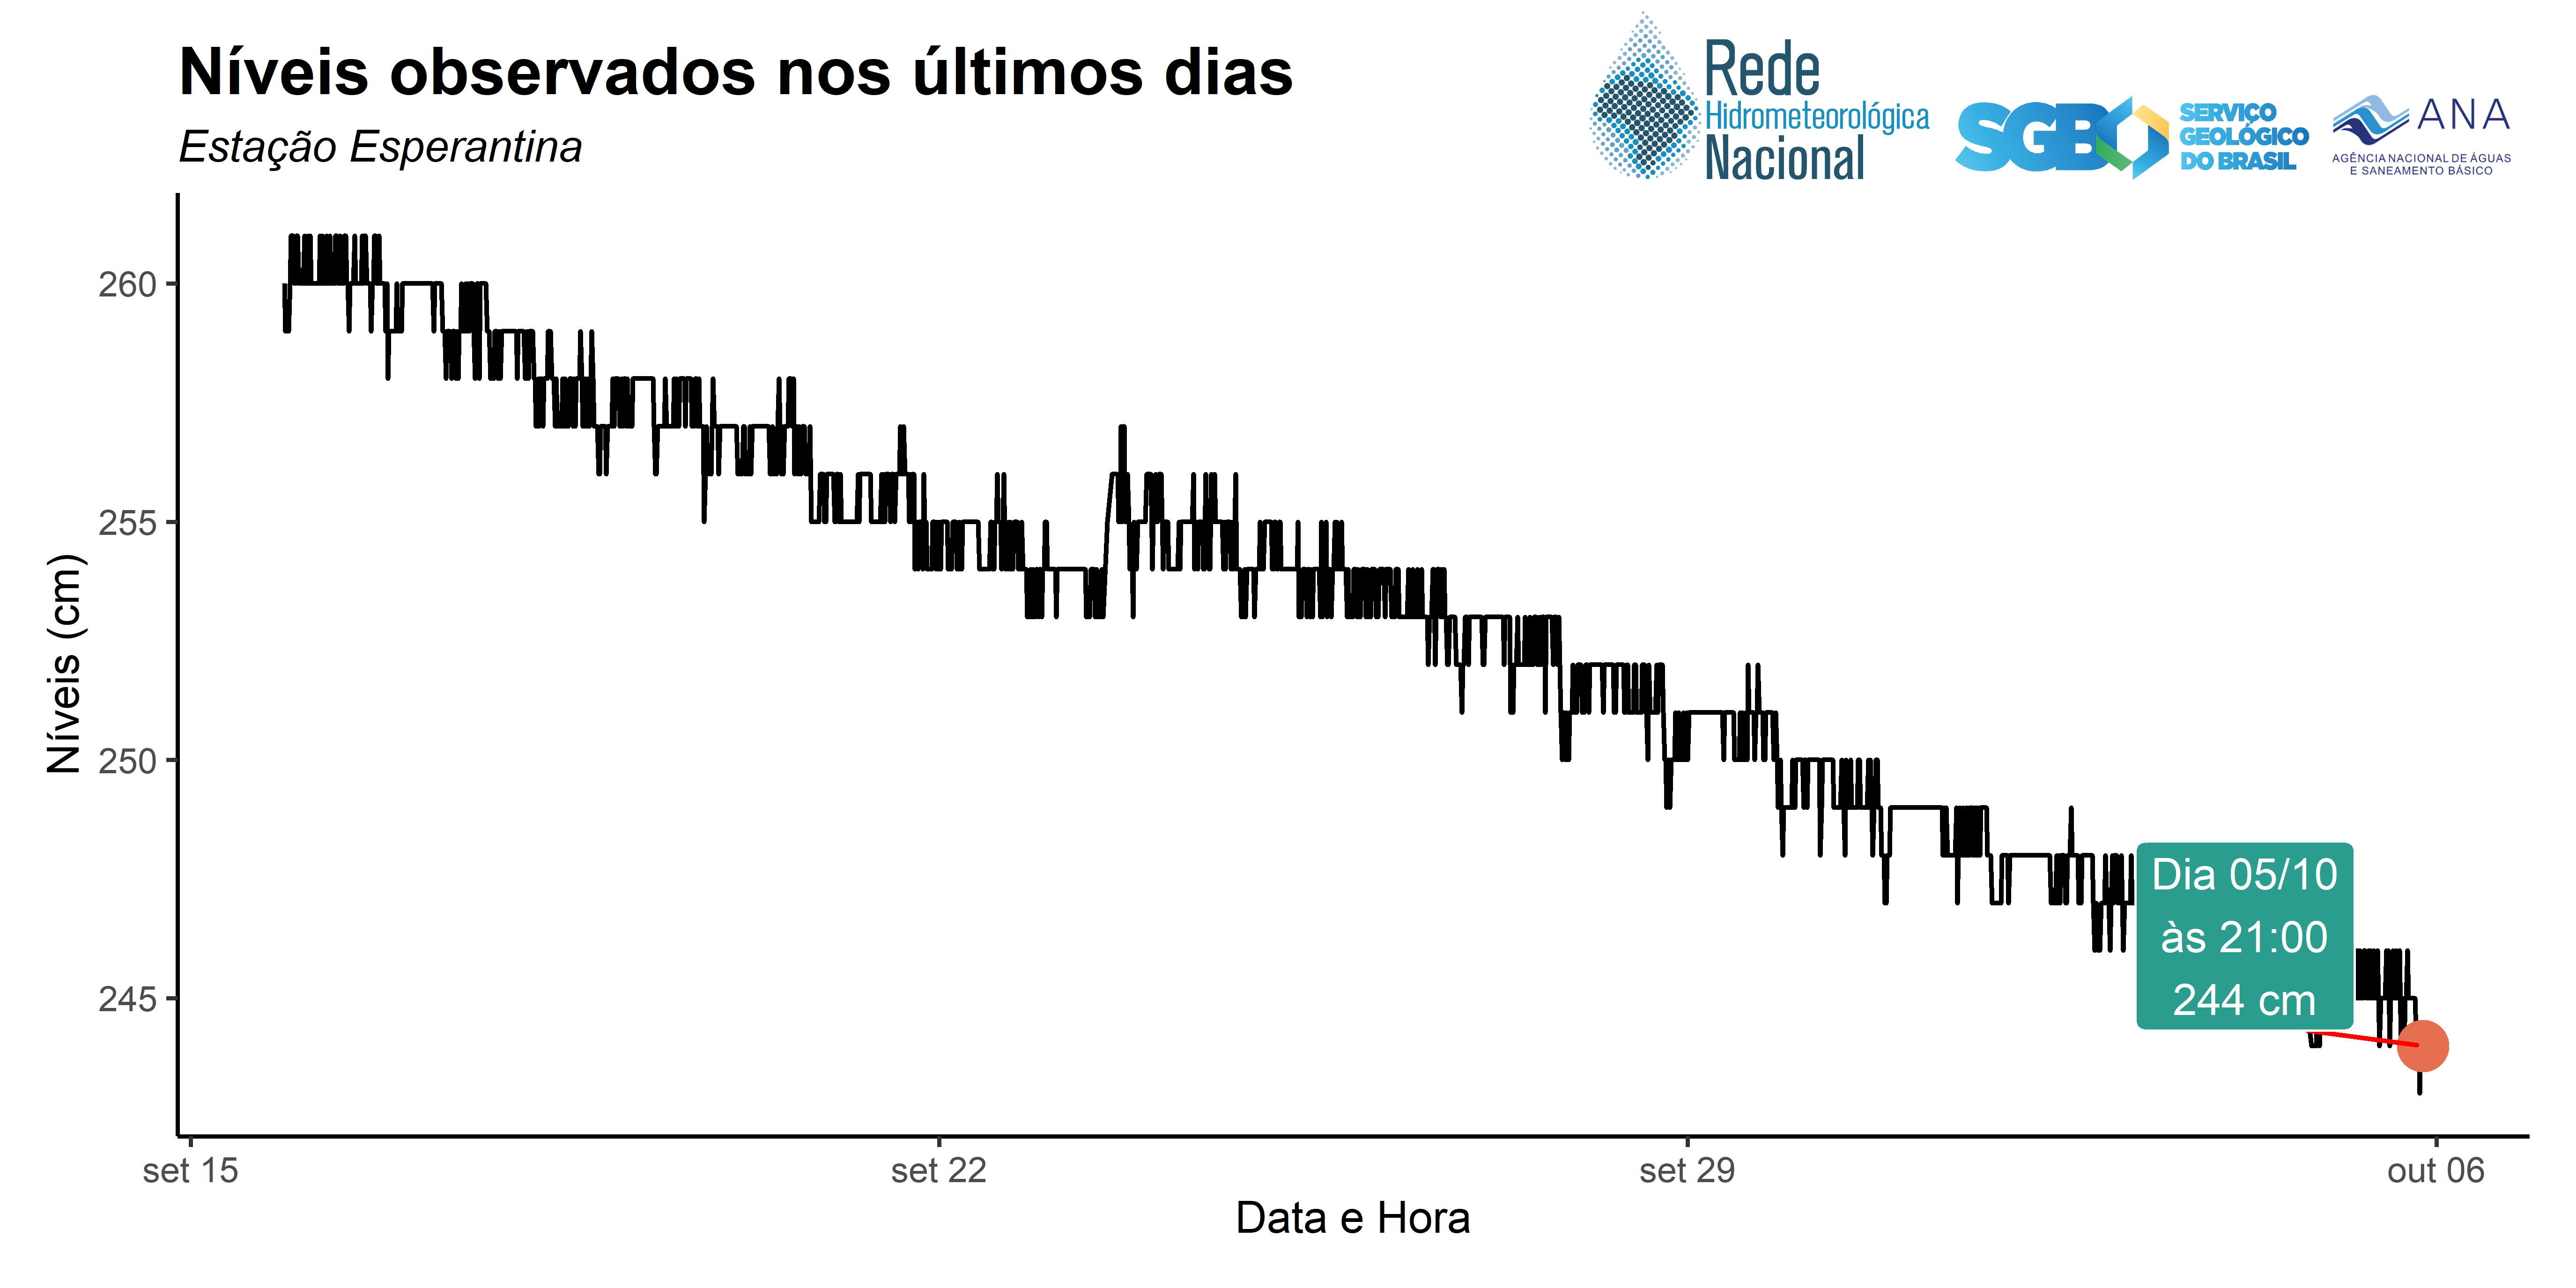 Níveis observados nos últimos dias
Estação Esperantina
Rede
Hidrometeorológica
Nacional
SGB
SERVIÇO
GEOLÓGICO
DO BRASIL
ANA
AGÊNCIA NACIONAL DE ÁGUAS
E SANEAMENTO BÁSICO
Níveis (cm)
260
255
250
245
Dia 05/10
às 21:00
244 cm
set 15
set 22
set 29
out 06
Data e Hora